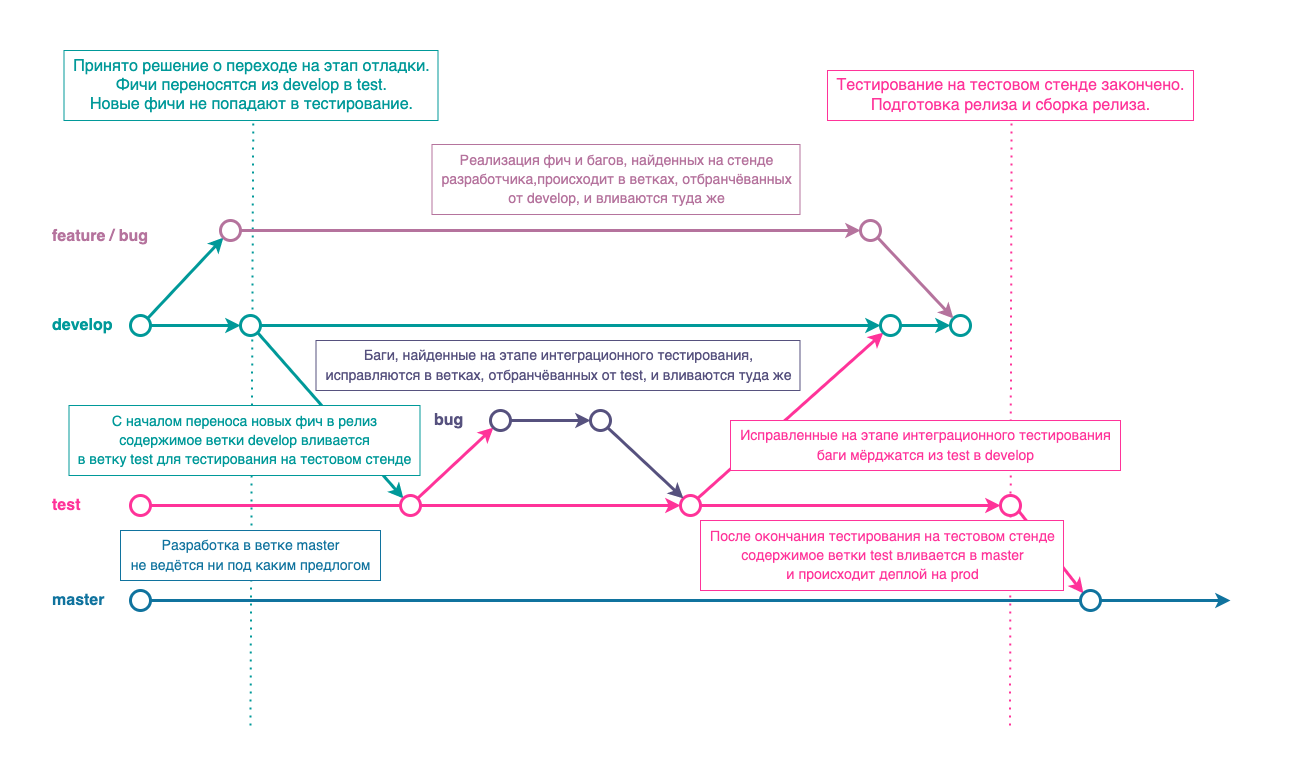 Принято решение о переходе на этап отладки.
Фичи переносятся из develop в test.
Новые фичи не попадают в тестирование.
Тестирование на тестовом стенде закончено.
Подготовка релиза и сборка релиза.
Реализация фич и багов, найденных на стенде
разработчика,происходит в ветках, отбранчёванных
от develop, и вливаются туда же
feature / bug
develop
Баги, найденные на этапе интеграционного тестирования,
исправляются в ветках, отбранчёванных от test, и вливаются туда же
С началом переноса новых фич в релиз
содержимое ветки develop вливается
в ветку test для тестирования на тестовом стенде
bug
Исправленные на этапе интеграционного тестирования
баги мёрджатся из test в develop
test
Разработка в ветке master
не ведётся ни под каким предлогом
После окончания тестирования на тестовом стенде
содержимое ветки test вливается в master
и происходит деплой на prod
master